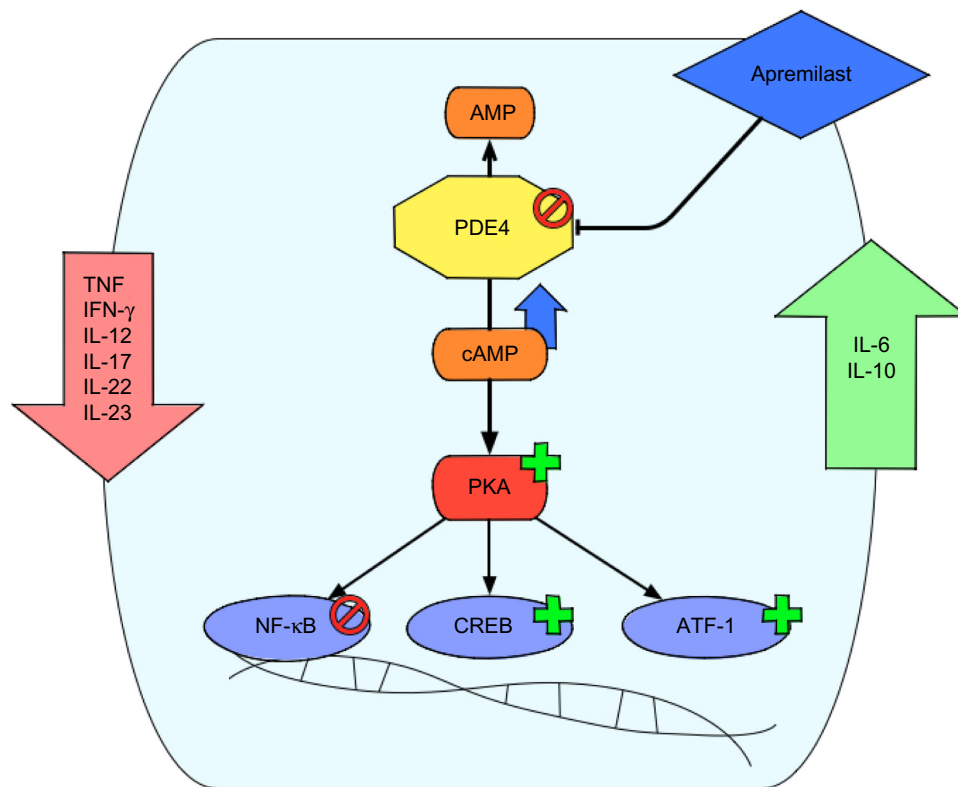 Apremilast
AMP
PDE4
TNF
IFN-γ
IL-12
IL-17
IL-22
IL-23
cAMP
IL-6
IL-10
PKA
NF-κB
CREB
ATF-1